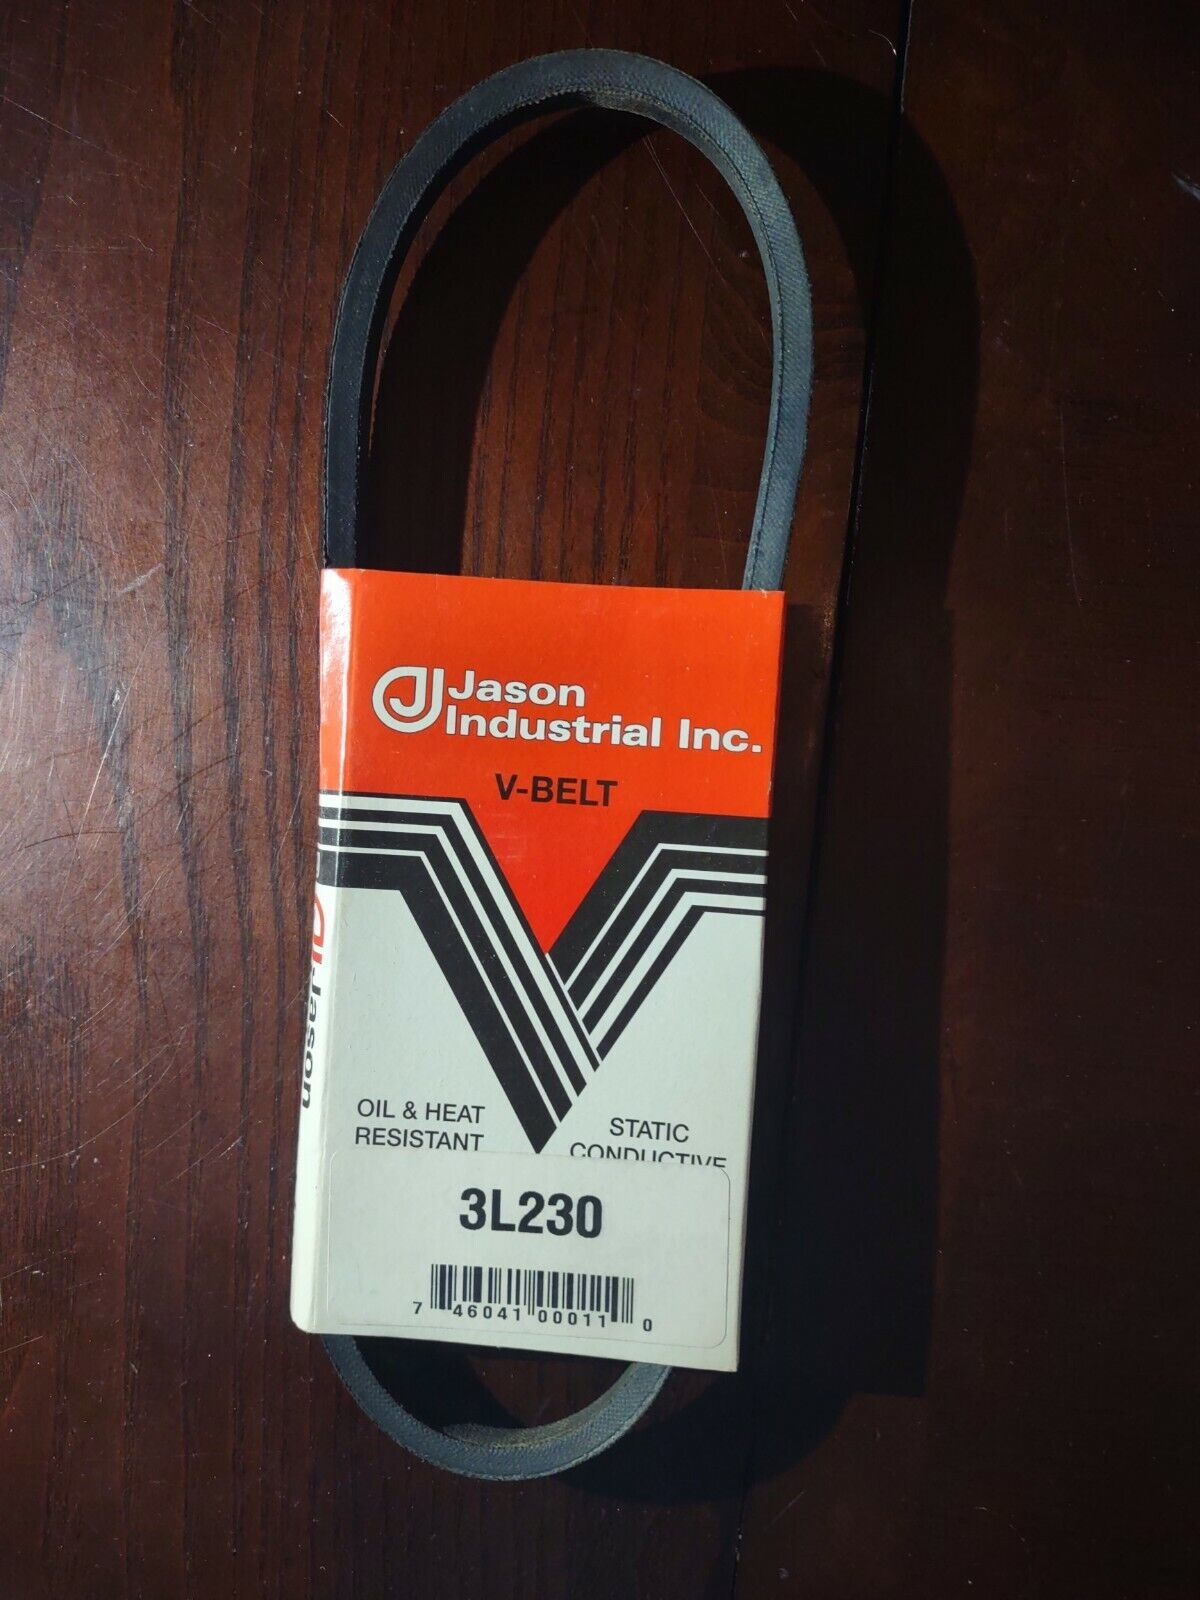 Jason
Industrial Inc.
V-BELT
Jason
OIL & HEAT
RESISTANT
STATIC
CONDUCTIVE
3L230
7 46041 00011 0